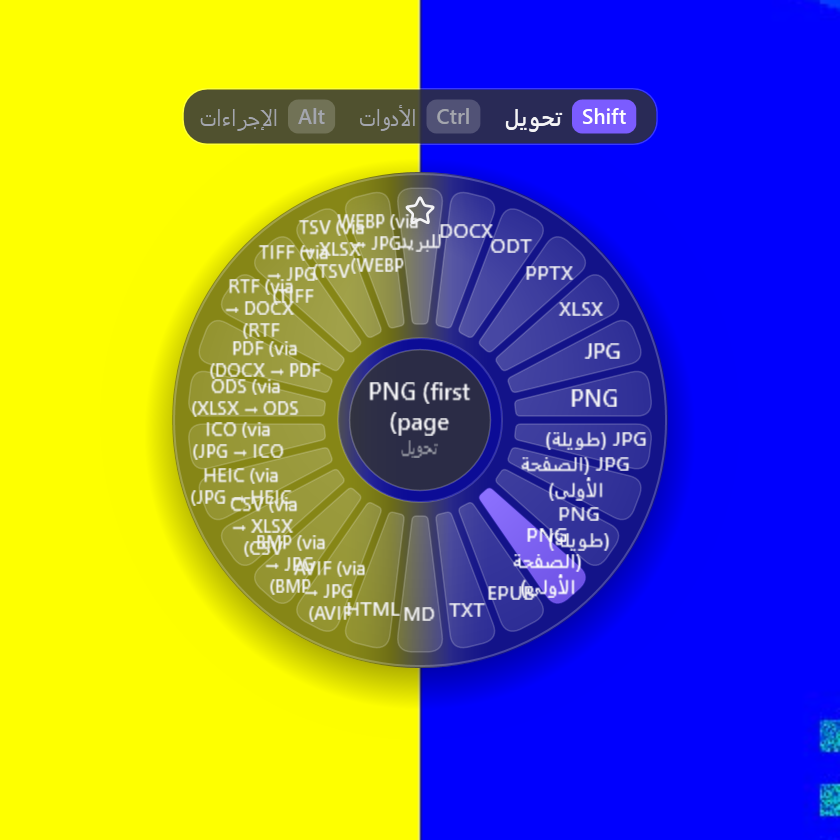 Shift تحويل Ctrl الأدوات Alt الإجراءات
للبريد
DOCX
ODT
PPTX
XLSX
JPG
PNG
JPG (طويلة)
JPG (الصفحة
الأولى)
PNG
(طويلة)
PNG
(الصفحة
الأولى)
EPUB
TXT
MD
HTML
AVIF (via
→ JPG
(AVIF
BMP (via
→ JPG
(BMP
CSV (via
→ XLSX
(CSV
HEIC (via
(JPG → HEIC
ICO (via
(JPG → ICO
ODS (via
(XLSX → ODS
PDF (via
(DOCX → PDF
RTF (via
→ DOCX
(RTF
TIFF (via
→ JPG
(TIFF
TSV (via
→ XLSX
(TSV
WEBP (via
→ JPG
(WEBP
PNG (first
(page
تحويل